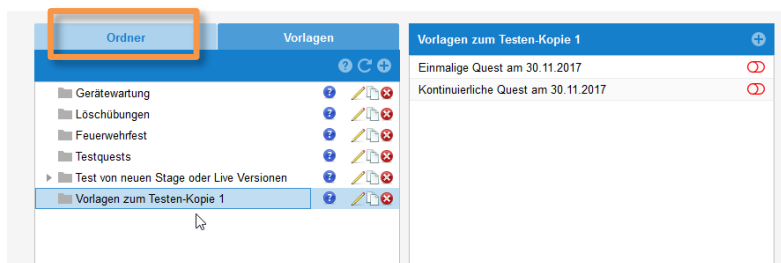 Ordner
Vorlagen
Gerätewartung
Löschübungen
Feuerwehrfest
Testquests
Test von neuen Stage oder Live Versionen
Vorlagen zum Testen-Kopie 1
Vorlagen zum Testen-Kopie 1
Einmalige Quest am 30.11.2017
Kontinuierliche Quest am 30.11.2017